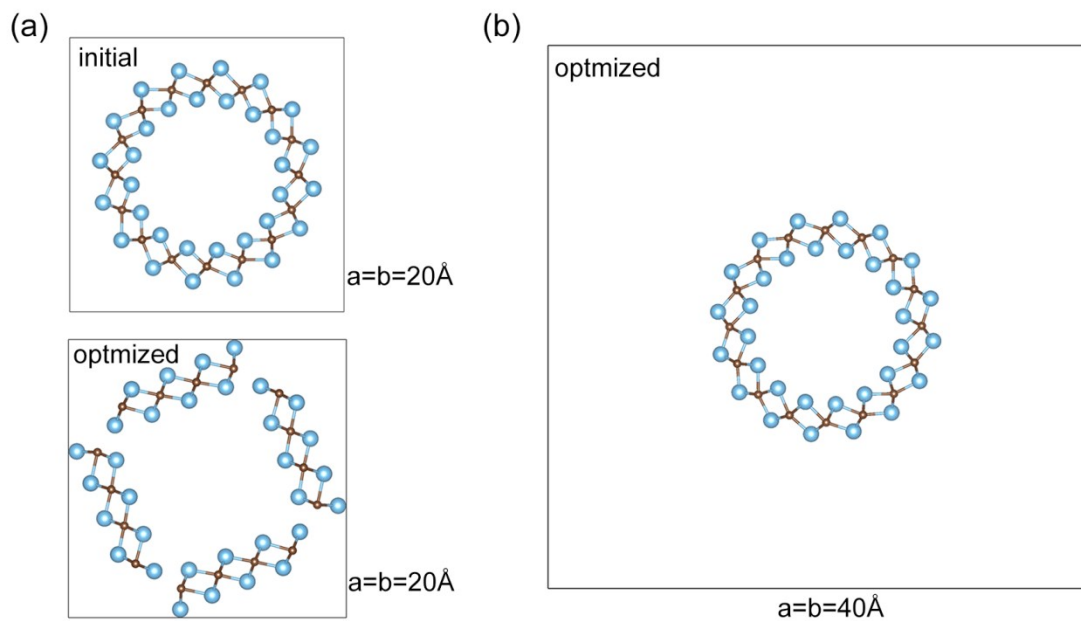 (a)
initial
a=b=20Å
optmized
a=b=20Å
(b)
optmized
a=b=40Å